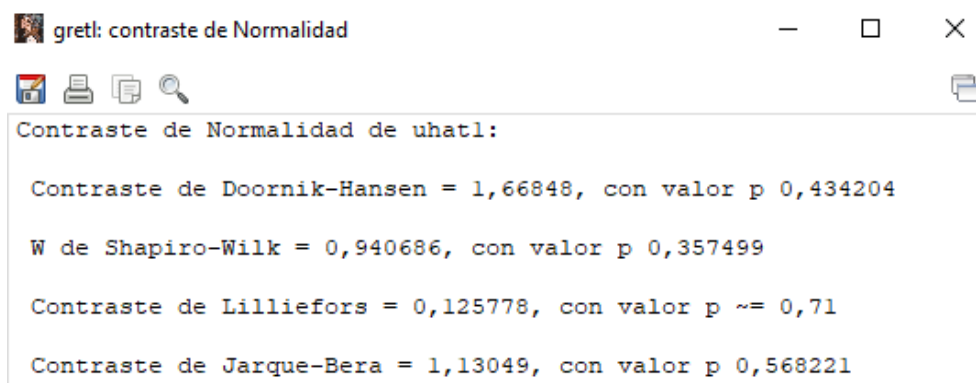 gretl: contraste de Normalidad
Contraste de Normalidad de uhat1:
Contraste de Doornik-Hansen = 1,66848, con valor p 0,434204
W de Shapiro-Wilk = 0,940686, con valor p 0,357499
Contraste de Lilliefors = 0,125778, con valor p ~= 0,71
Contraste de Jarque-Bera = 1,13049, con valor p 0,568221